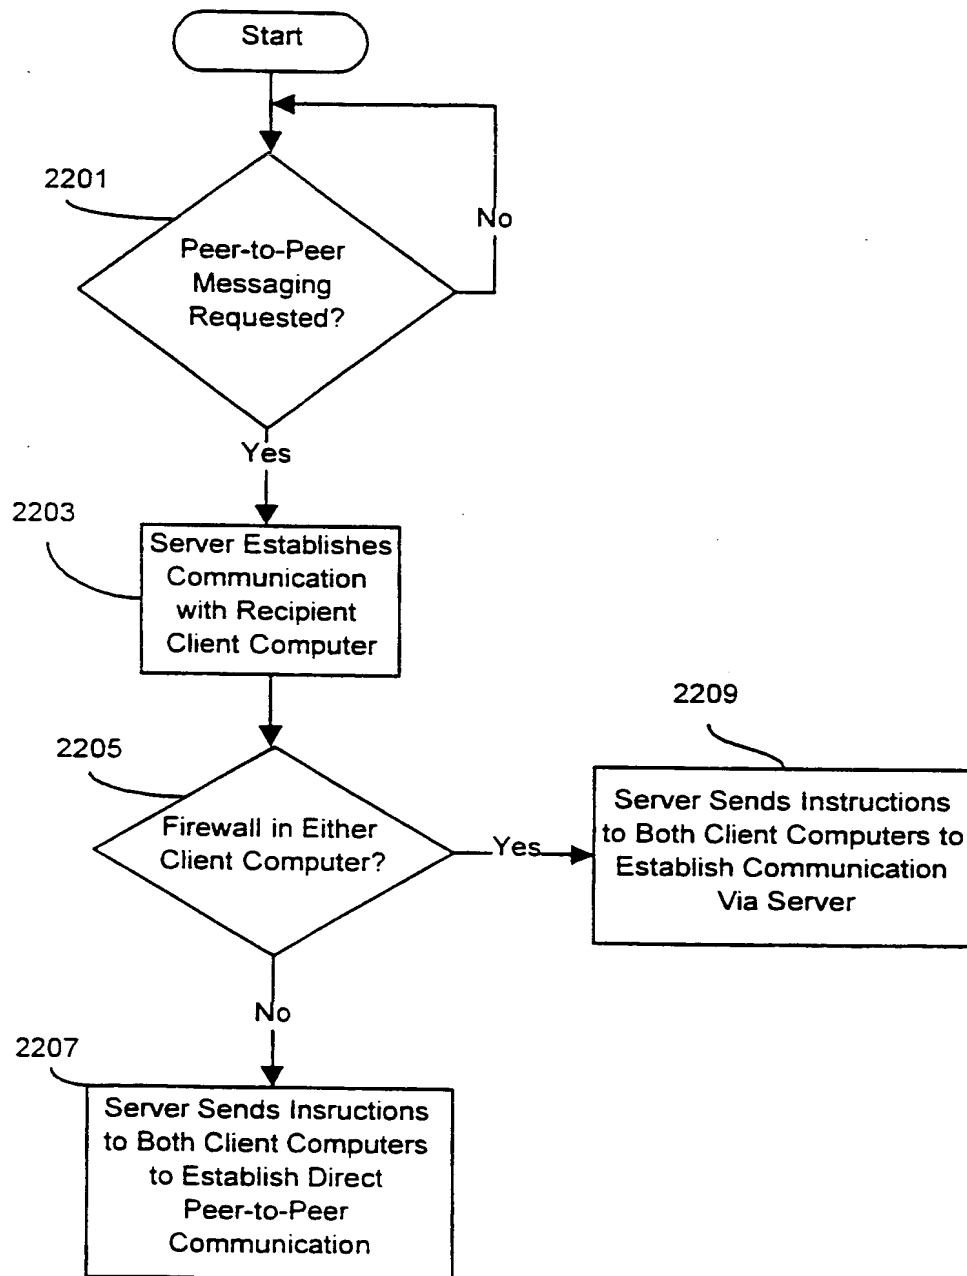 Start
2201
No
Peer-to-Peer
Messaging
Requested?
Yes
2203
Server Establishes
Communication
with Recipient
Client Computer
2209
2205
Firewall in Either
Client Computer?
Yes
Server Sends Instructions
to Both Client Computers to
Establish Communication
Via Server
No
2207
Server Sends Insructions
to Both Client Computers
to Establish Direct
Peer-to-Peer
Communication